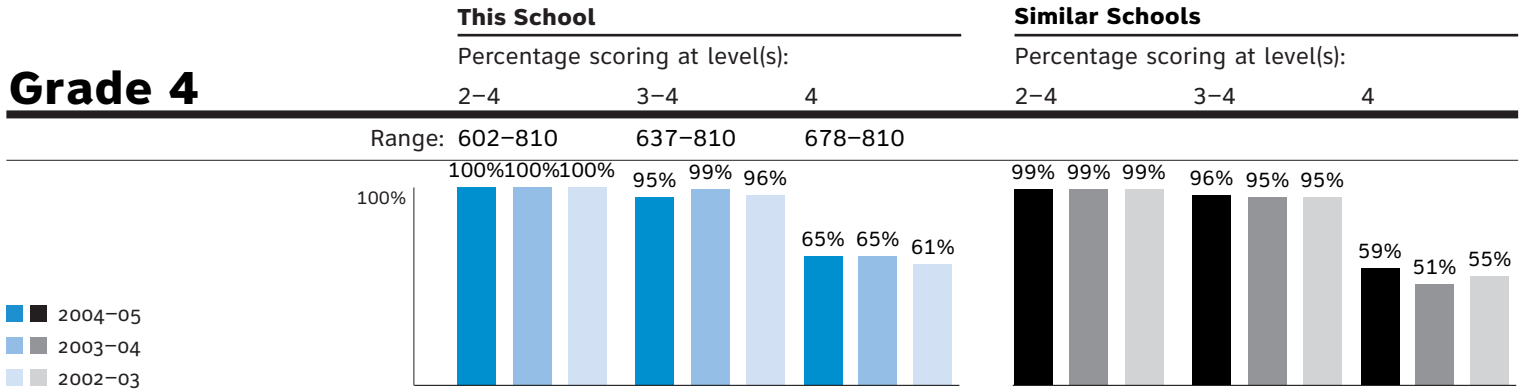 This School
Similar Schools
Percentage scoring at level(s):
Percentage scoring at level(s):
Grade 4
2–4 3–4 4
2–4 3–4 4
Range: 602–810 637–810 678–810
100%
100% 100% 100% 95% 99% 96% 65% 65% 61%
99% 99% 99% 96% 95% 95% 59% 51% 55%
2004–05
2003–04
2002–03